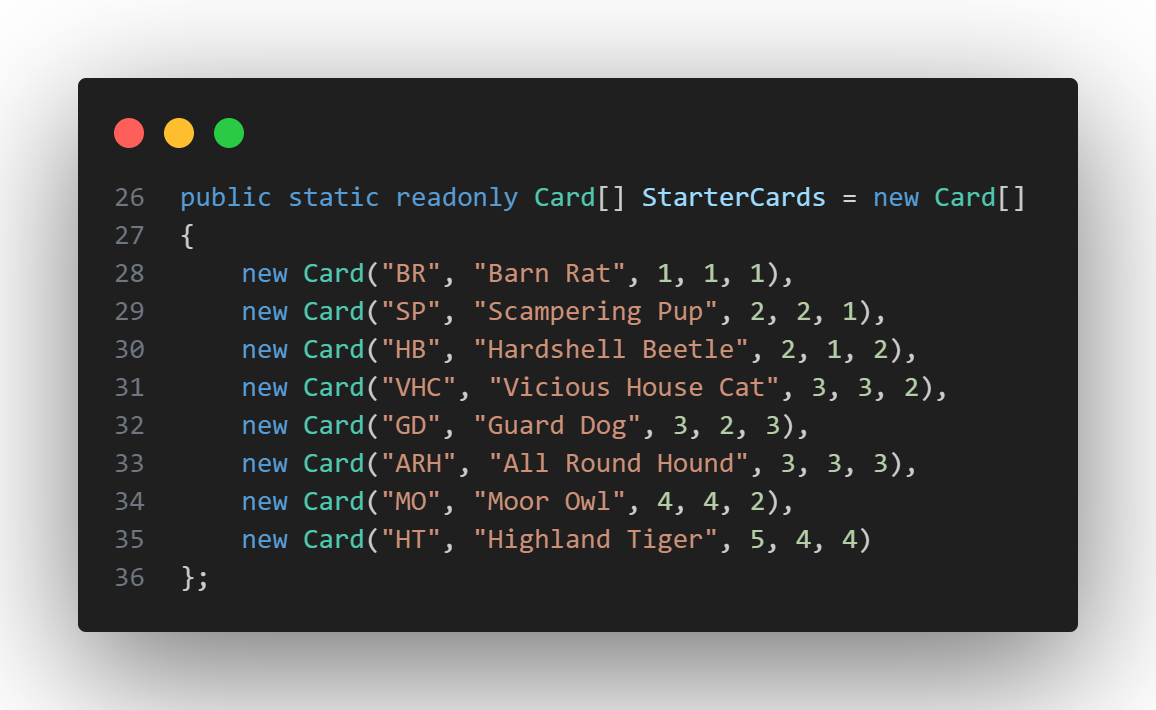 26 public static readonly Card[] StarterCards = new Card[]
27 {
28     new Card("BR", "Barn Rat", 1, 1, 1),
29     new Card("SP", "Scampering Pup", 2, 2, 1),
30     new Card("HB", "Hardshell Beetle", 2, 1, 2),
31     new Card("VHC", "Vicious House Cat", 3, 3, 2),
32     new Card("GD", "Guard Dog", 3, 2, 3),
33     new Card("ARH", "All Round Hound", 3, 3, 3),
34     new Card("MO", "Moor Owl", 4, 4, 2),
35     new Card("HT", "Highland Tiger", 5, 4, 4)
36 };